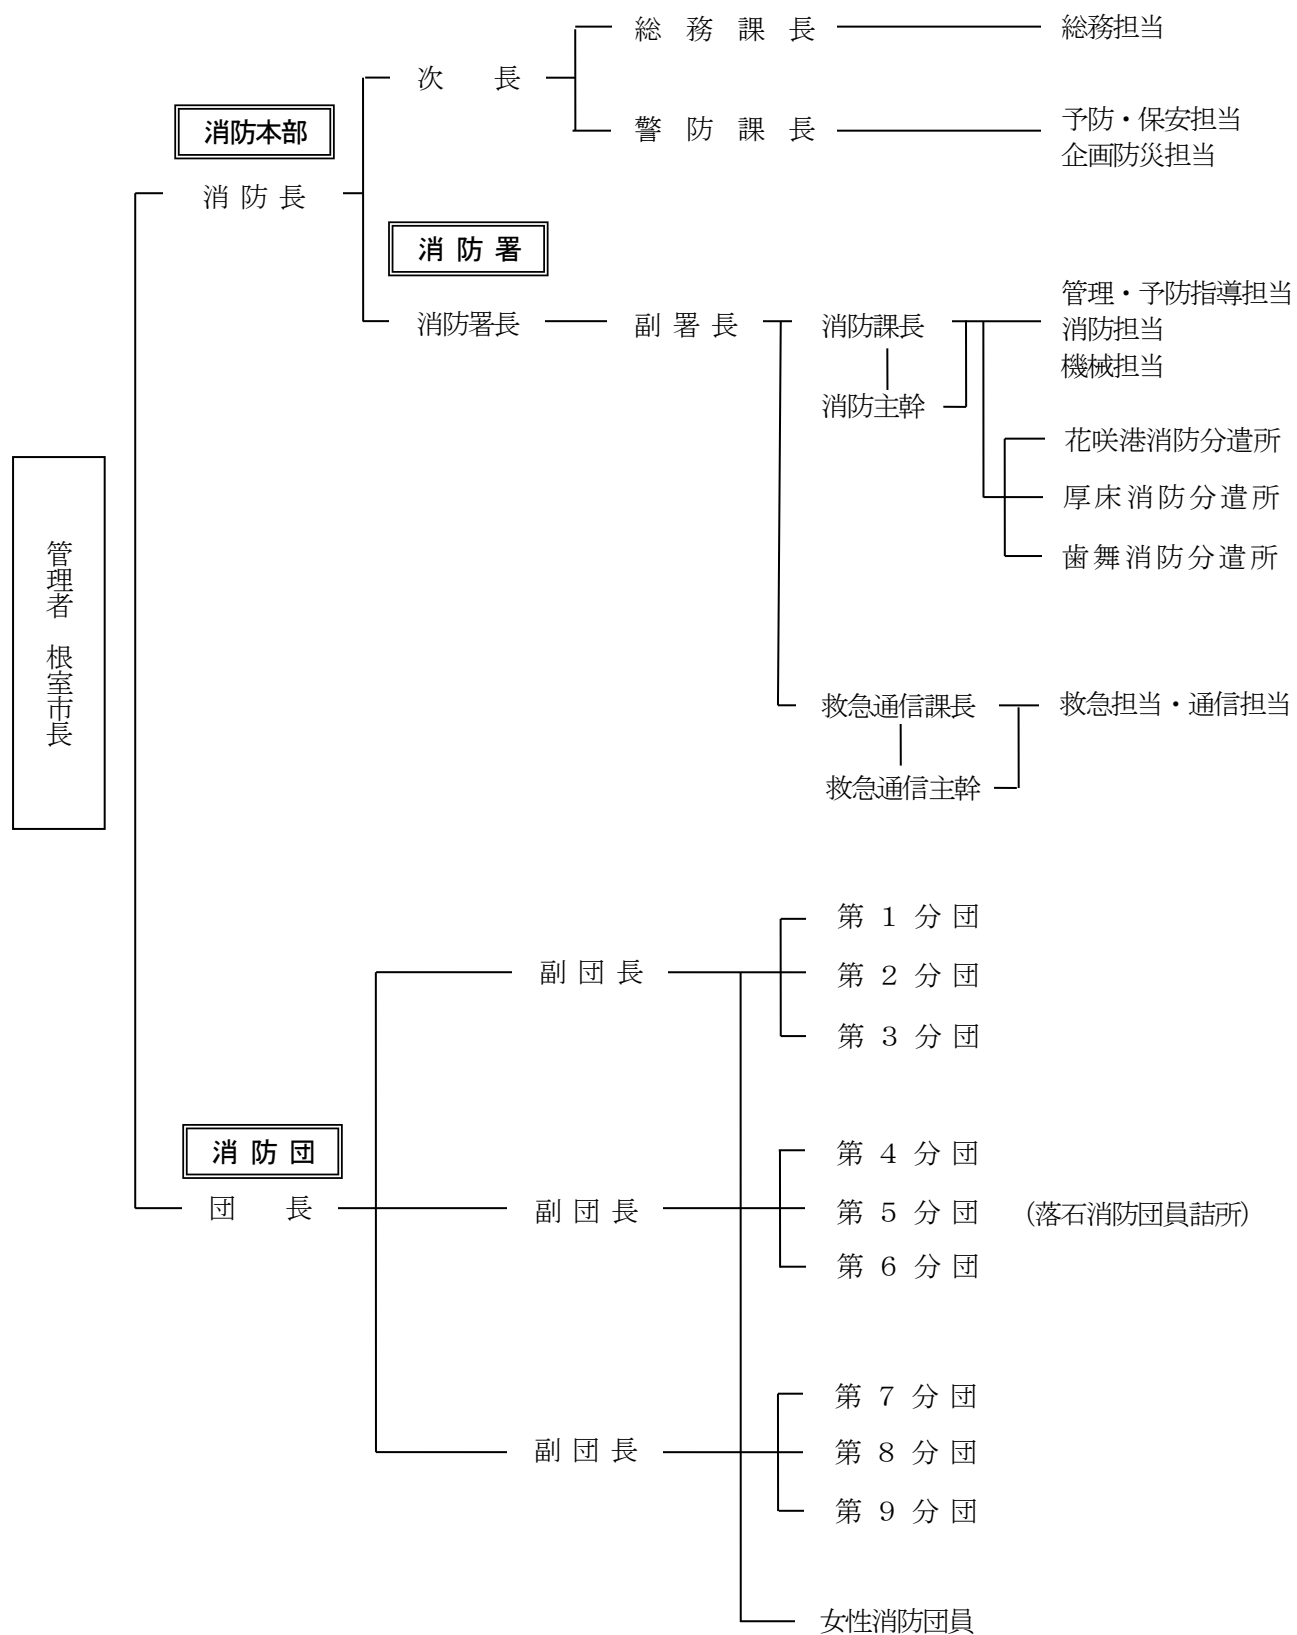 総務課長
総務担当
次長
警防課長
予防・保安担当
企画防災担当
消防本部
消防長
消防署
消防署長
副署長
消防課長
消防主幹
管理・予防指導担当
消防担当
機械担当
花咲港消防分遣所
厚床消防分遣所
歯舞消防分遣所
管理者 根室市長
救急通信課長
救急担当・通信担当
救急通信主幹
副団長
第1分団
第2分団
第3分団
消防団
団長
副団長
第4分団
第5分団 (落石消防団員詰所)
第6分団
副団長
第7分団
第8分団
第9分団
女性消防団員